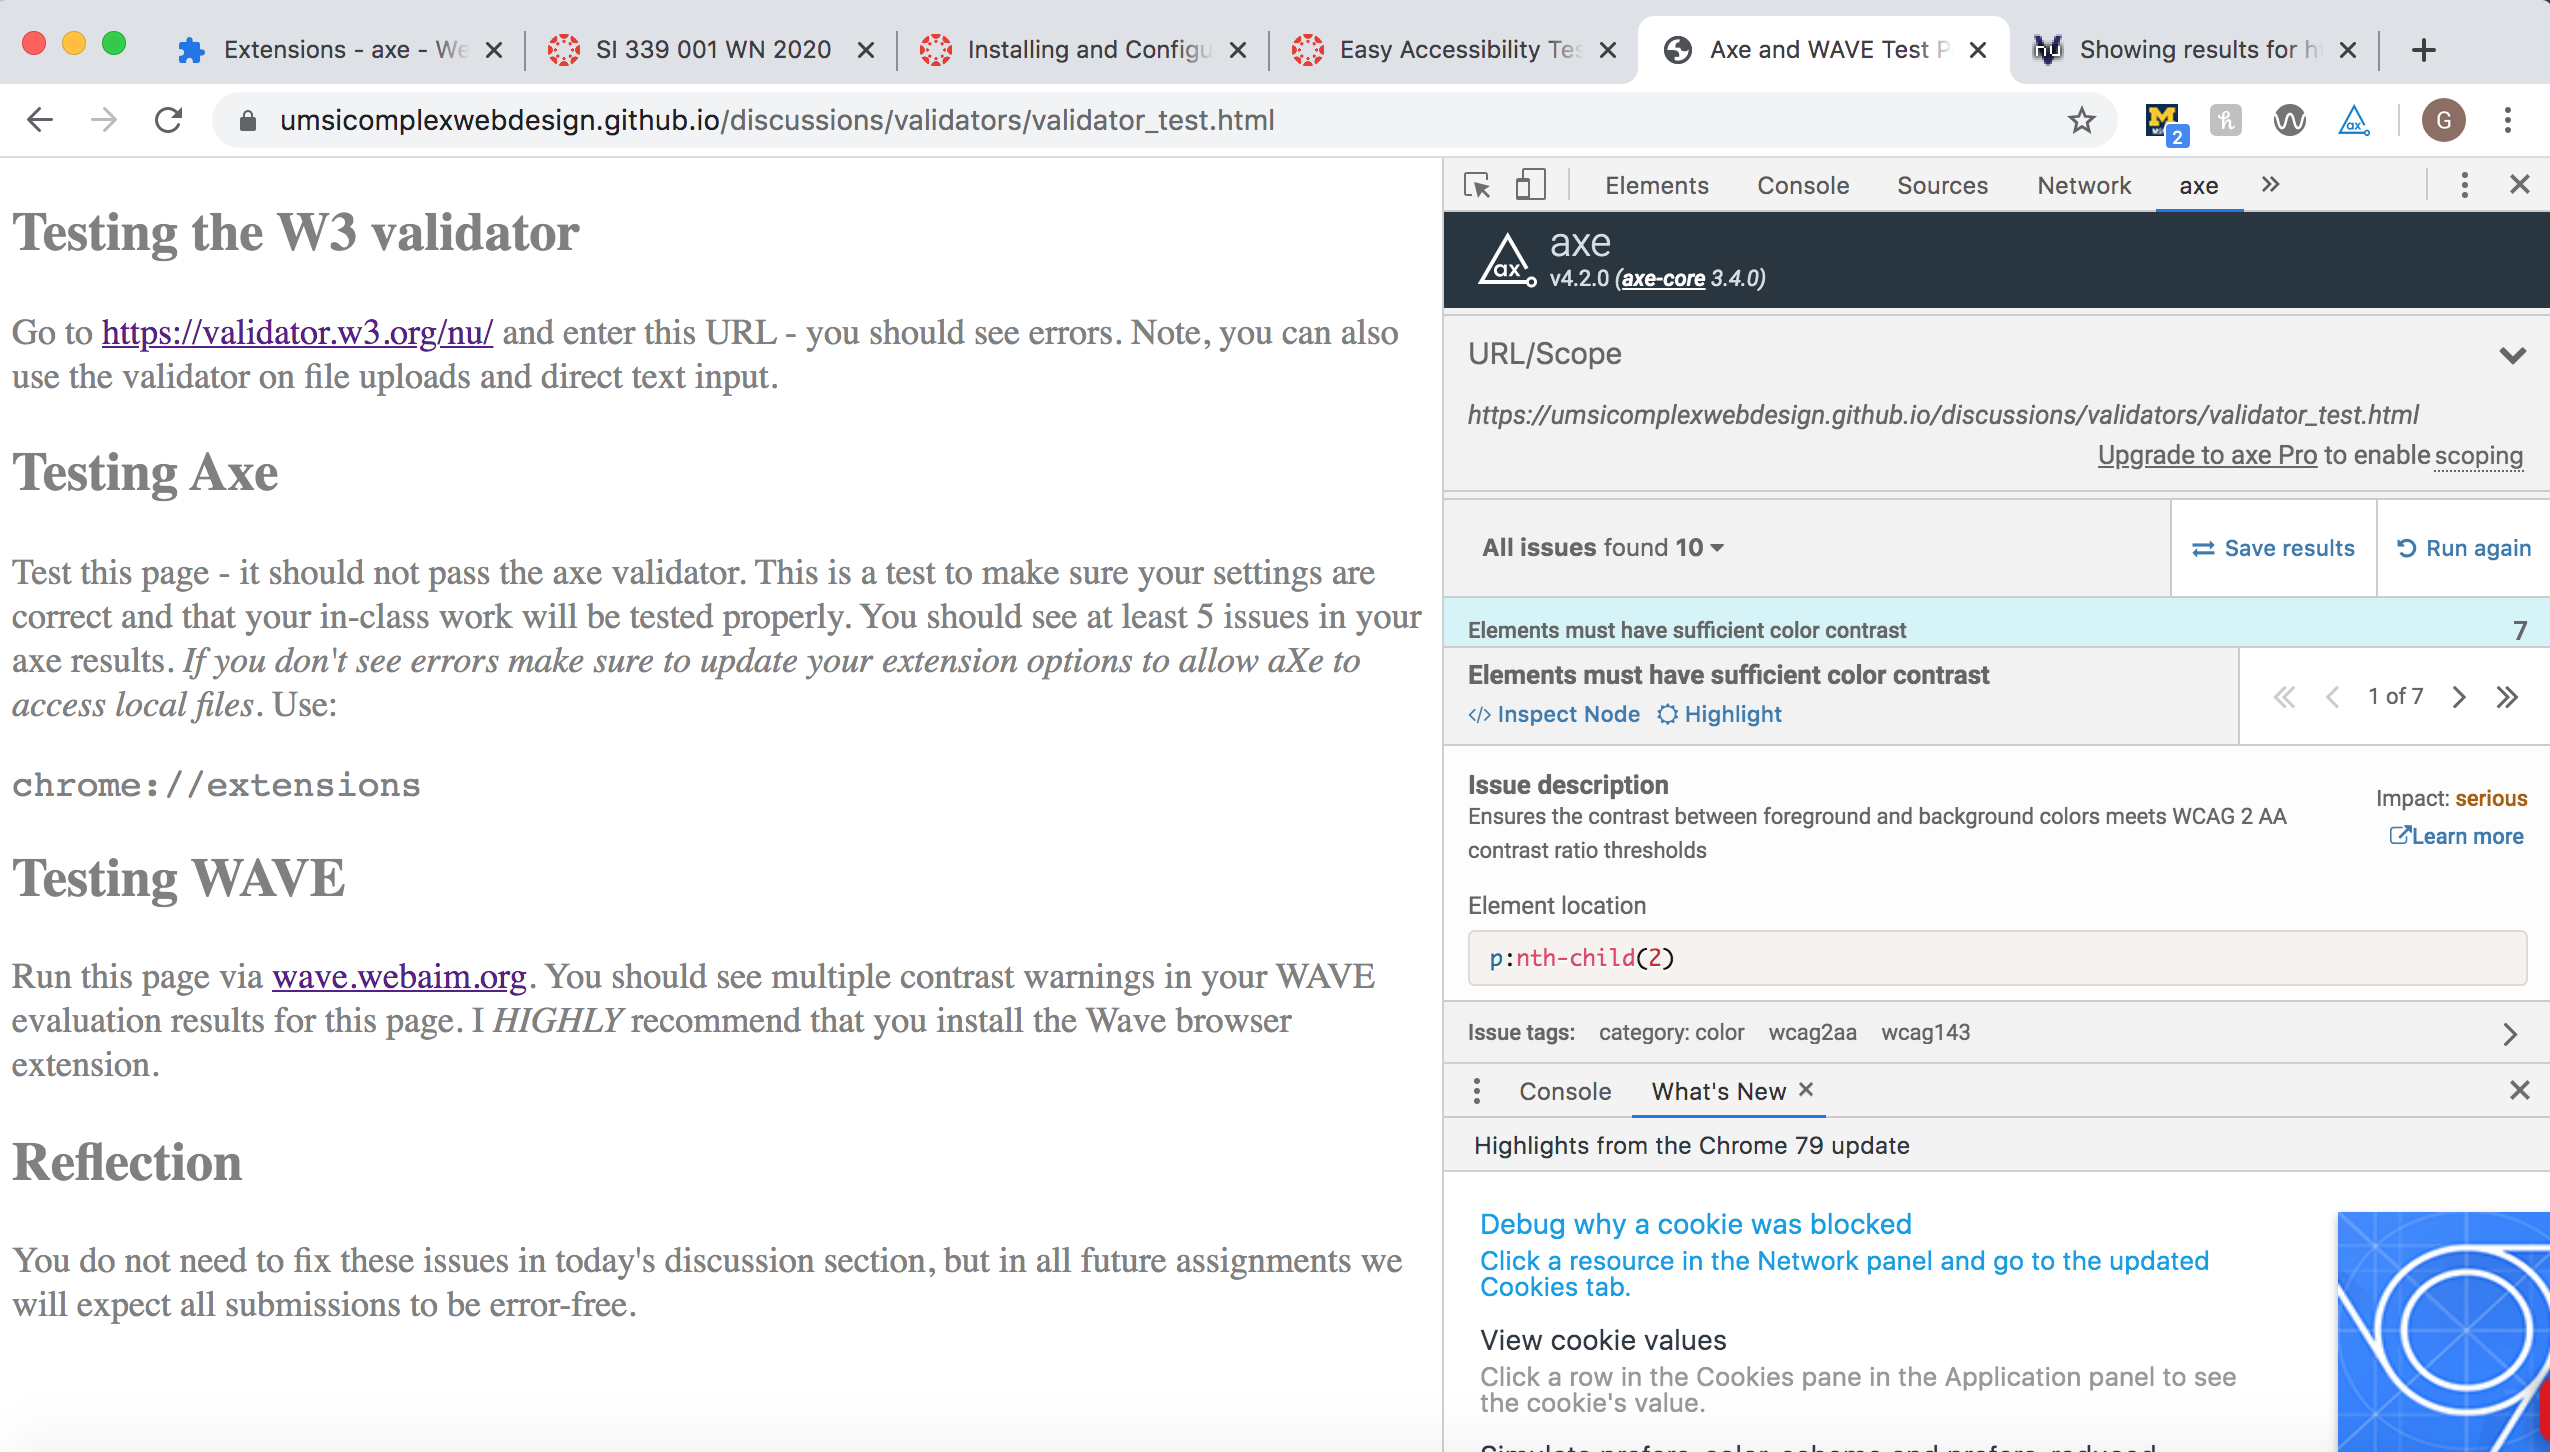 Extensions - axe - We
SI 339 001 WN 2020
Installing and Configu
Easy Accessibility Tes
Axe and WAVE Test P
Showing results for h
umsicomplexwebdesign.github.io/discussions/validators/validator_test.html
2
G
Testing the W3 validator
Go to https://validator.w3.org/nu/ and enter this URL - you should see errors. Note, you can also
use the validator on file uploads and direct text input.
Testing Axe
Test this page - it should not pass the axe validator. This is a test to make sure your settings are
correct and that your in-class work will be tested properly. You should see at least 5 issues in your
axe results. If you don't see errors make sure to update your extension options to allow aXe to
access local files. Use:
chrome://extensions
Testing WAVE
Run this page via wave.webaim.org. You should see multiple contrast warnings in your WAVE
evaluation results for this page. I HIGHLY recommend that you install the Wave browser
extension.
Reflection
You do not need to fix these issues in today's discussion section, but in all future assignments we
will expect all submissions to be error-free.
Elements Console Sources Network axe
ax
axe
v4.2.0 (axe-core 3.4.0)
URL/Scope
https://umsicomplexwebdesign.github.io/discussions/validators/validator_test.html
Upgrade to axe Pro to enable scoping
All issues found 10
Save results
Run again
Elements must have sufficient color contrast 7
Elements must have sufficient color contrast
</> Inspect Node Highlight
1 of 7
Issue description
Ensures the contrast between foreground and background colors meets WCAG 2 AA
contrast ratio thresholds
Impact: serious
Learn more
Element location
p:nth-child(2)
Issue tags: category: color wcag2aa wcag143
Console What's New
Highlights from the Chrome 79 update
Debug why a cookie was blocked
Click a resource in the Network panel and go to the updated
Cookies tab.
View cookie values
Click a row in the Cookies pane in the Application panel to see
the cookie's value.